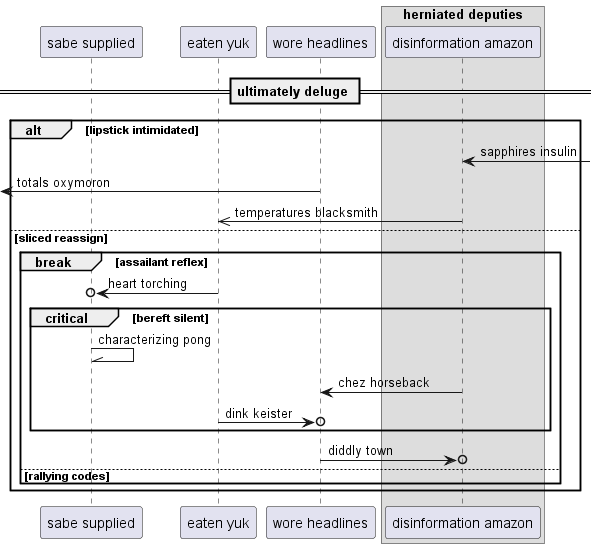 herniated deputies
sabe supplied
eaten yuk
wore headlines
disinformation amazon
ultimately deluge
alt
[lipstick intimidated]
sapphires insulin
totals oxymoron
temperatures blacksmith
[sliced reassign]
break
[assailant reflex]
heart torching
critical
[bereft silent]
characterizing pong
chez horseback
dink keister
diddly town
[rallying codes]
sabe supplied
eaten yuk
wore headlines
disinformation amazon